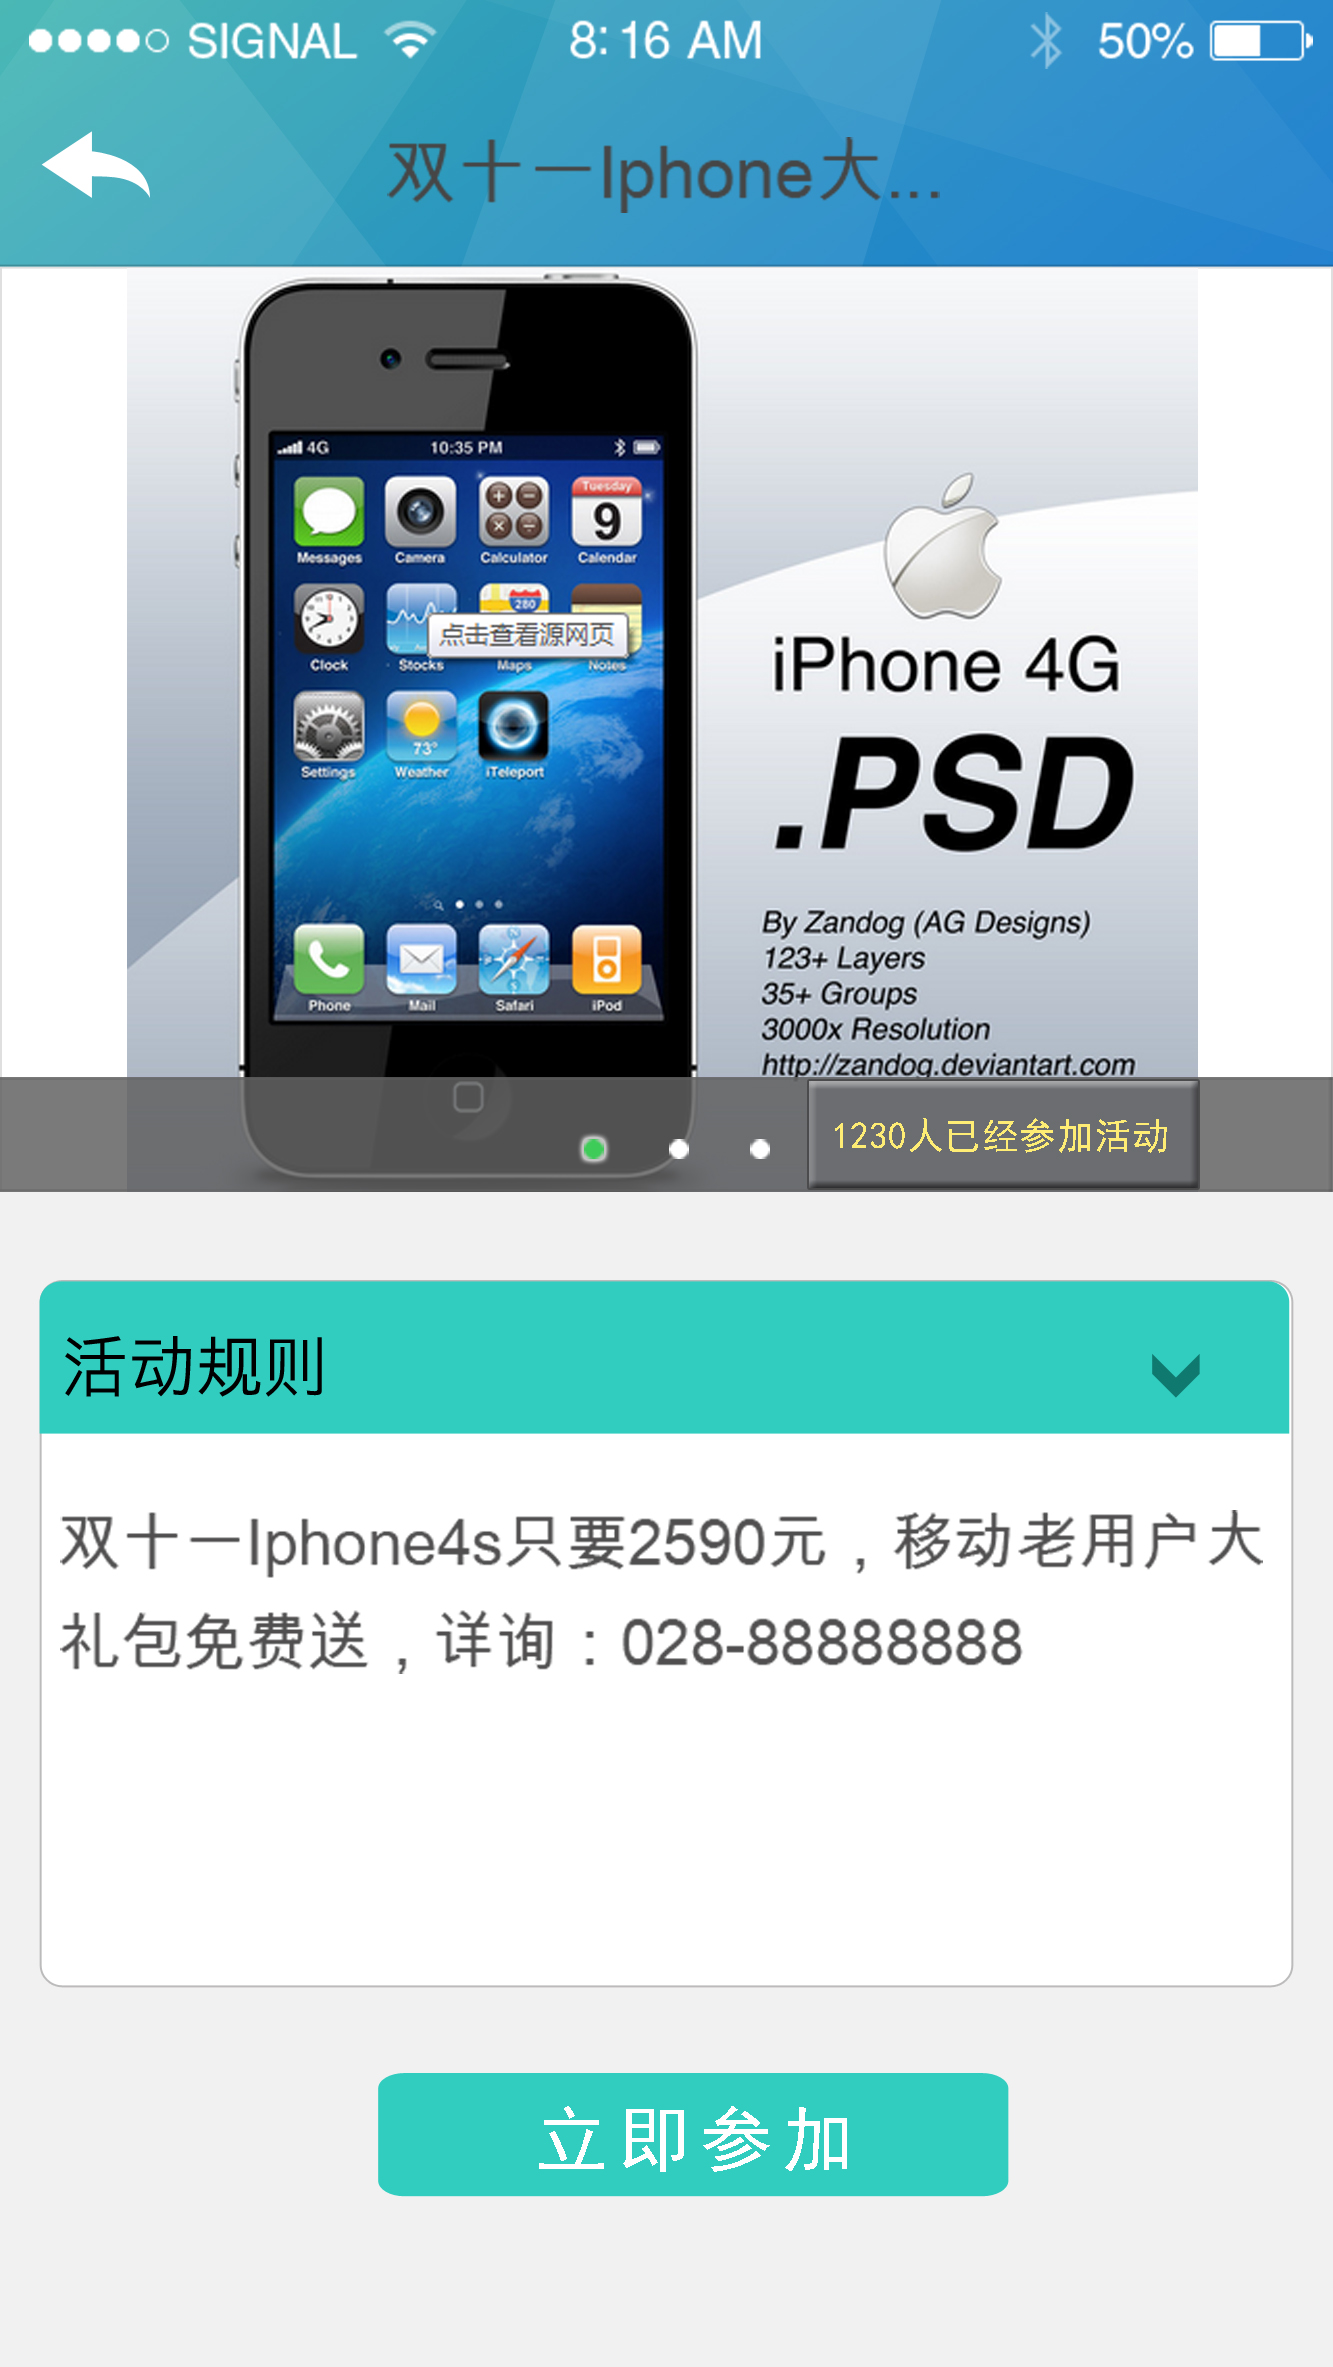 SIGNAL 8:16 AM 50%
双十一Iphone大...
4G 10:35 PM
Tuesday
9
Messages Camera Calculator Calendar
280
点击查看源网页
Clock Stocks Maps Notes
73°
Settings Weather iTeleport
iPhone 4G
.PSD
By Zandog (AG Designs)
123+ Layers
35+ Groups
3000x Resolution
http://zandog.deviantart.com
Phone Mail Safari iPod
1230人已经参加活动
活动规则
双十一Iphone4s只要2590元，移动老用户大
礼包免费送，详询：028-88888888
立即参加